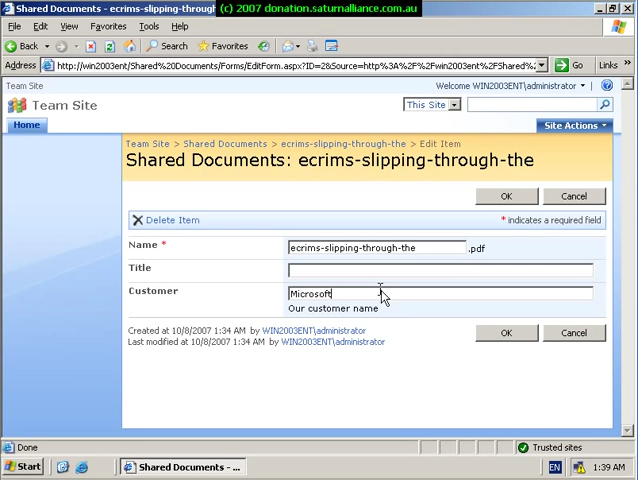 Shared Documents - ecrims-slipping-through
(c) 2007 donation.saturnalliance.com.au
File Edit View Favorites Tools Help
Back Search Favorites
Address http://win2003ent/Shared%20Documents/Forms/EditForm.aspx?ID=2&Source=http%3A%2F%2Fwin2003ent%2FShared% Go Links »
Team Site Welcome WIN2003ENT\administrator
Team Site This Site
Home Site Actions
Team Site > Shared Documents > ecrims-slipping-through-the > Edit Item
Shared Documents: ecrims-slipping-through-the
OK Cancel
Delete Item * indicates a required field
Name * ecrims-slipping-through-the .pdf
Title
Customer Microsoft
Our customer name
Created at 10/8/2007 1:34 AM by WIN2003ENT\administrator
Last modified at 10/8/2007 1:34 AM by WIN2003ENT\administrator
OK Cancel
Done Trusted sites
Start Shared Documents - ... EN 1:39 AM